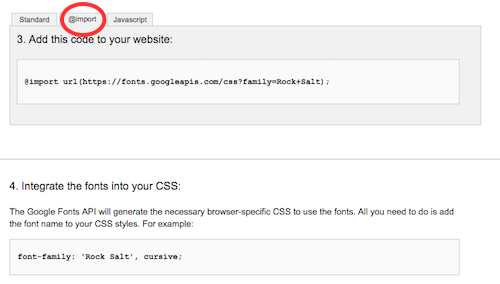 Standard @import Javascript
3. Add this code to your website:
@import url(https://fonts.googleapis.com/css?family=Rock+Salt);
4. Integrate the fonts into your CSS:
The Google Fonts API will generate the necessary browser-specific CSS to use the fonts. All you need to do is add
the font name to your CSS styles. For example:
font-family: 'Rock Salt', cursive;